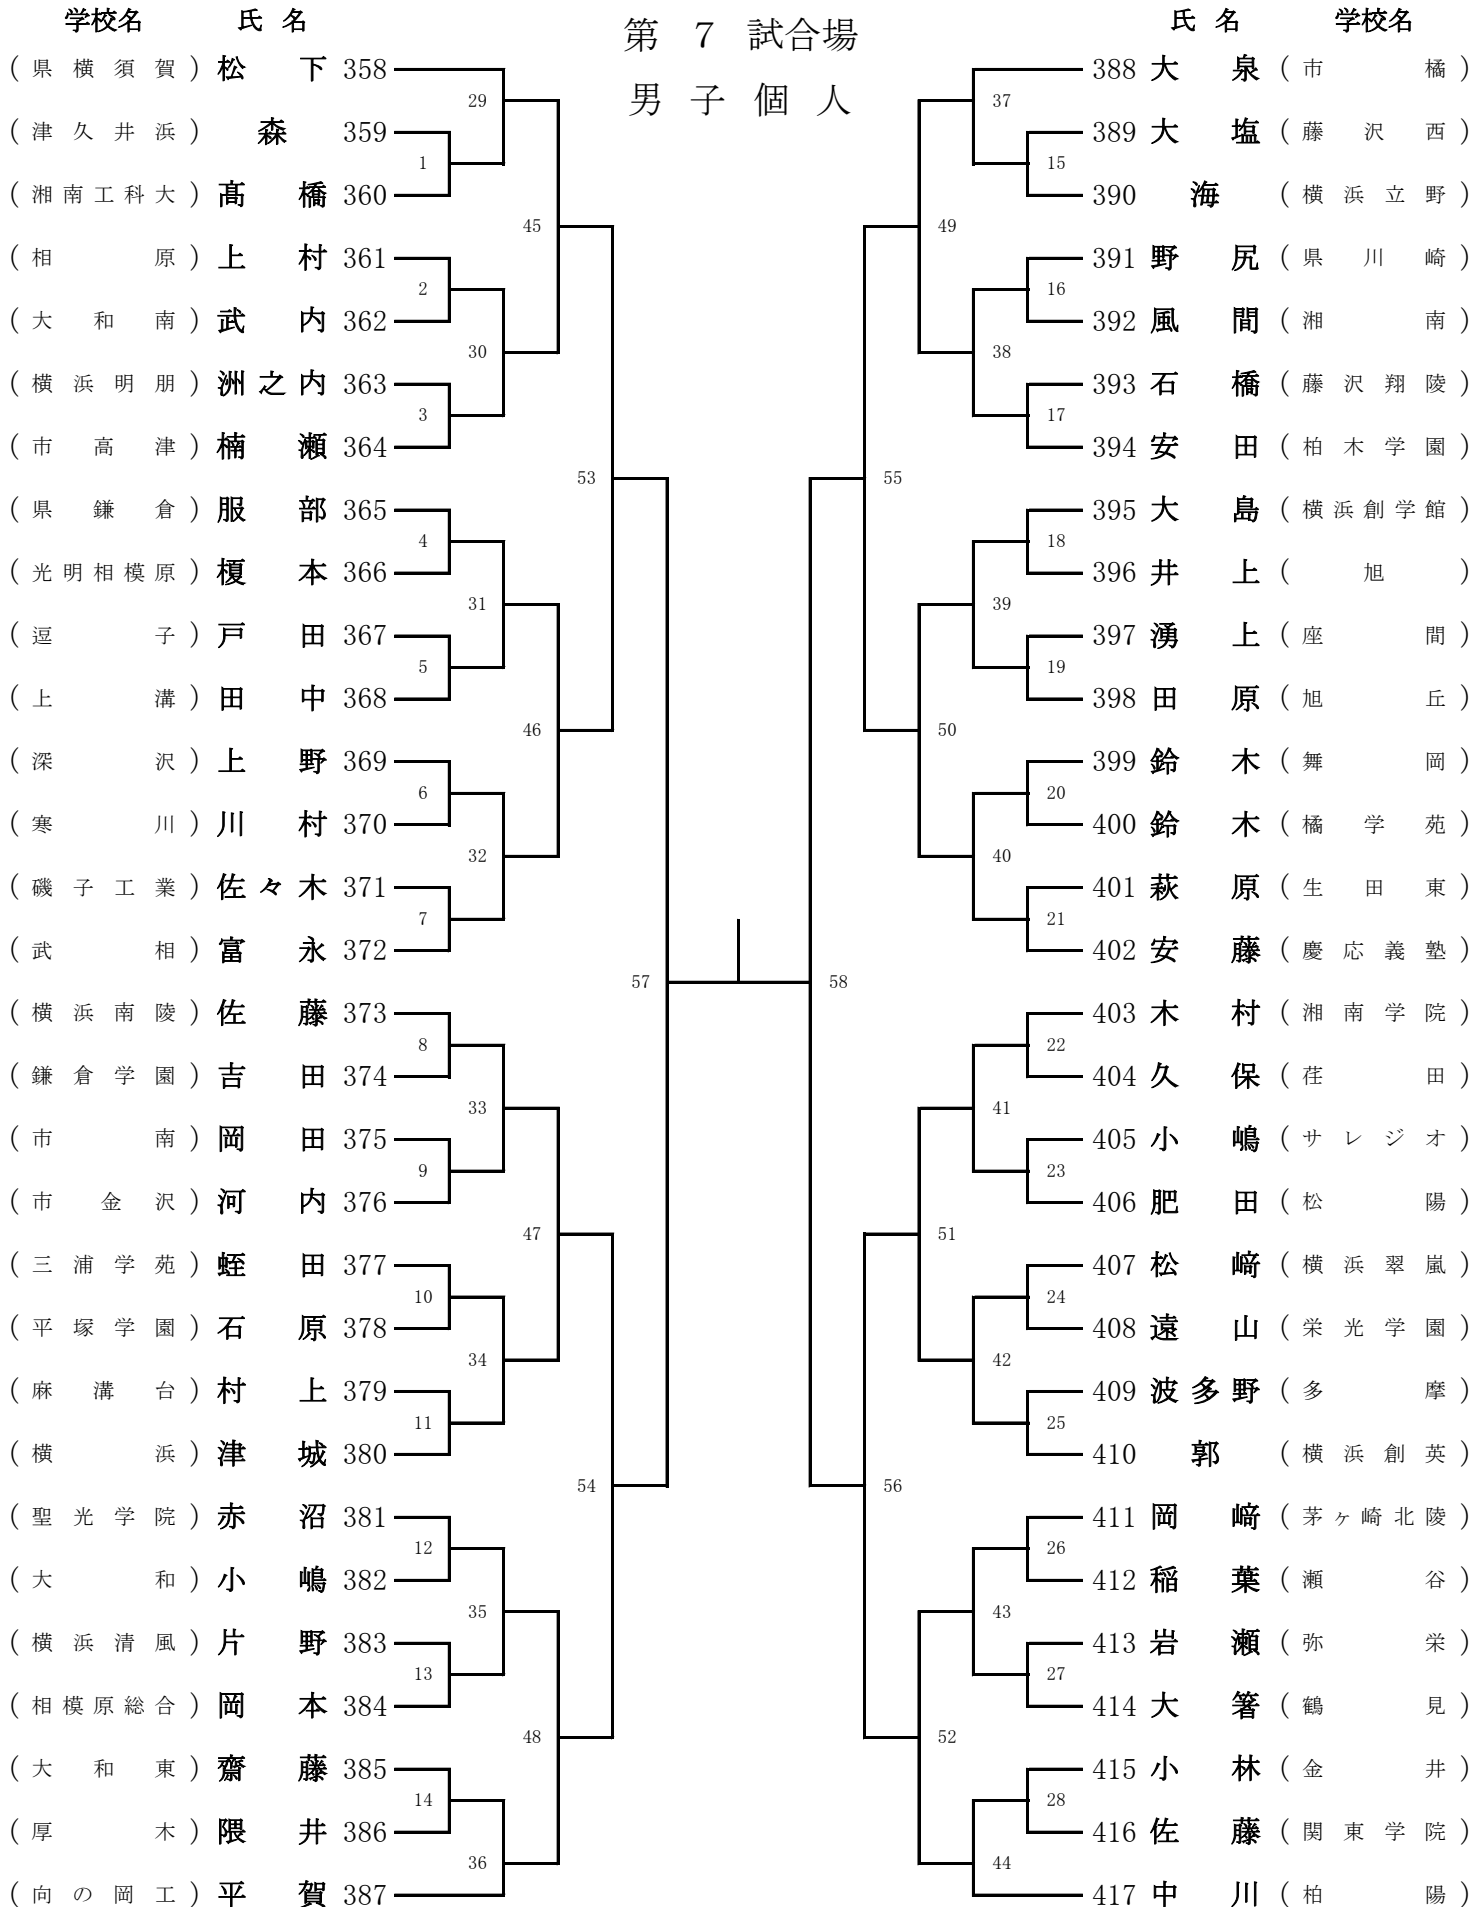 学校名 氏名 第 7 試合場 氏名 学校名
男子個人
(県横須賀) 松下 358 388 大泉 (市橘)
29 37
(津久井浜) 森 359 389 大塩 (藤沢西)
1 15
(湘南工科大) 髙橋 360 390 海 (横浜立野)
45 49
(相原) 上村 361 391 野尻 (県川崎)
2 16
(大和南) 武内 362 392 風間 (湘南)
30 38
(横浜明朋) 洲之内 363 393 石橋 (藤沢翔陵)
3 17
(市高津) 楠瀬 364 394 安田 (柏木学園)
53 55
(県鎌倉) 服部 365 395 大島 (横浜創学館)
4 18
(光明相模原) 榎本 366 396 井上 (旭)
31 39
(逗子) 戸田 367 397 湧上 (座間)
5 19
(上溝) 田中 368 398 田原 (旭丘)
46 50
(深沢) 上野 369 399 鈴木 (舞岡)
6 20
(寒川) 川村 370 400 鈴木 (橘学苑)
32 40
(磯子工業) 佐々木 371 401 萩原 (生田東)
7 21
(武相) 富永 372 402 安藤 (慶応義塾)
57 58
(横浜南陵) 佐藤 373 403 木村 (湘南学院)
8 22
(鎌倉学園) 吉田 374 404 久保 (荏田)
33 41
(市南) 岡田 375 405 小嶋 (サレジオ)
9 23
(市金沢) 河内 376 406 肥田 (松陽)
47 51
(三浦学苑) 蛭田 377 407 松﨑 (横浜翠嵐)
10 24
(平塚学園) 石原 378 408 遠山 (栄光学園)
34 42
(麻溝台) 村上 379 409 波多野 (多摩)
11 25
(横浜) 津城 380 410 郭 (横浜創英)
54 56
(聖光学院) 赤沼 381 411 岡﨑 (茅ヶ崎北陵)
12 26
(大和) 小嶋 382 412 稲葉 (瀬谷)
35 43
(横浜清風) 片野 383 413 岩瀬 (弥栄)
13 27
(相模原総合) 岡本 384 414 大箸 (鶴見)
48 52
(大和東) 齋藤 385 415 小林 (金井)
14 28
(厚木) 隈井 386 416 佐藤 (関東学院)
36 44
(向の岡工) 平賀 387 417 中川 (柏陽)